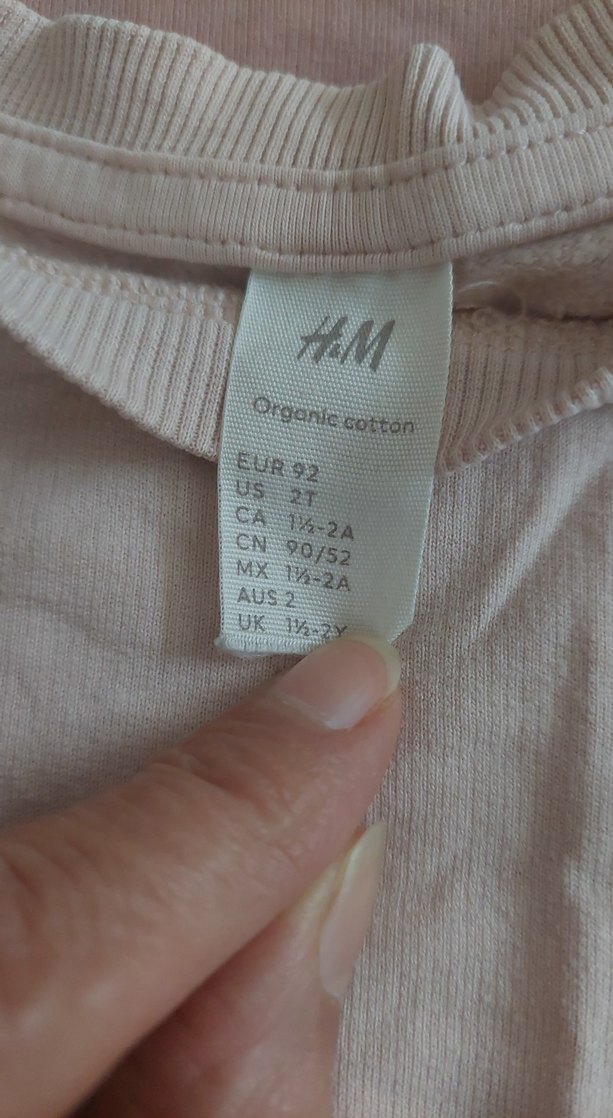 H&M
Organic cotton
EUR 92
US 2T
CA 1½-2A
CN 90/52
MX 1½-2A
AUS 2
UK 1½-2Y